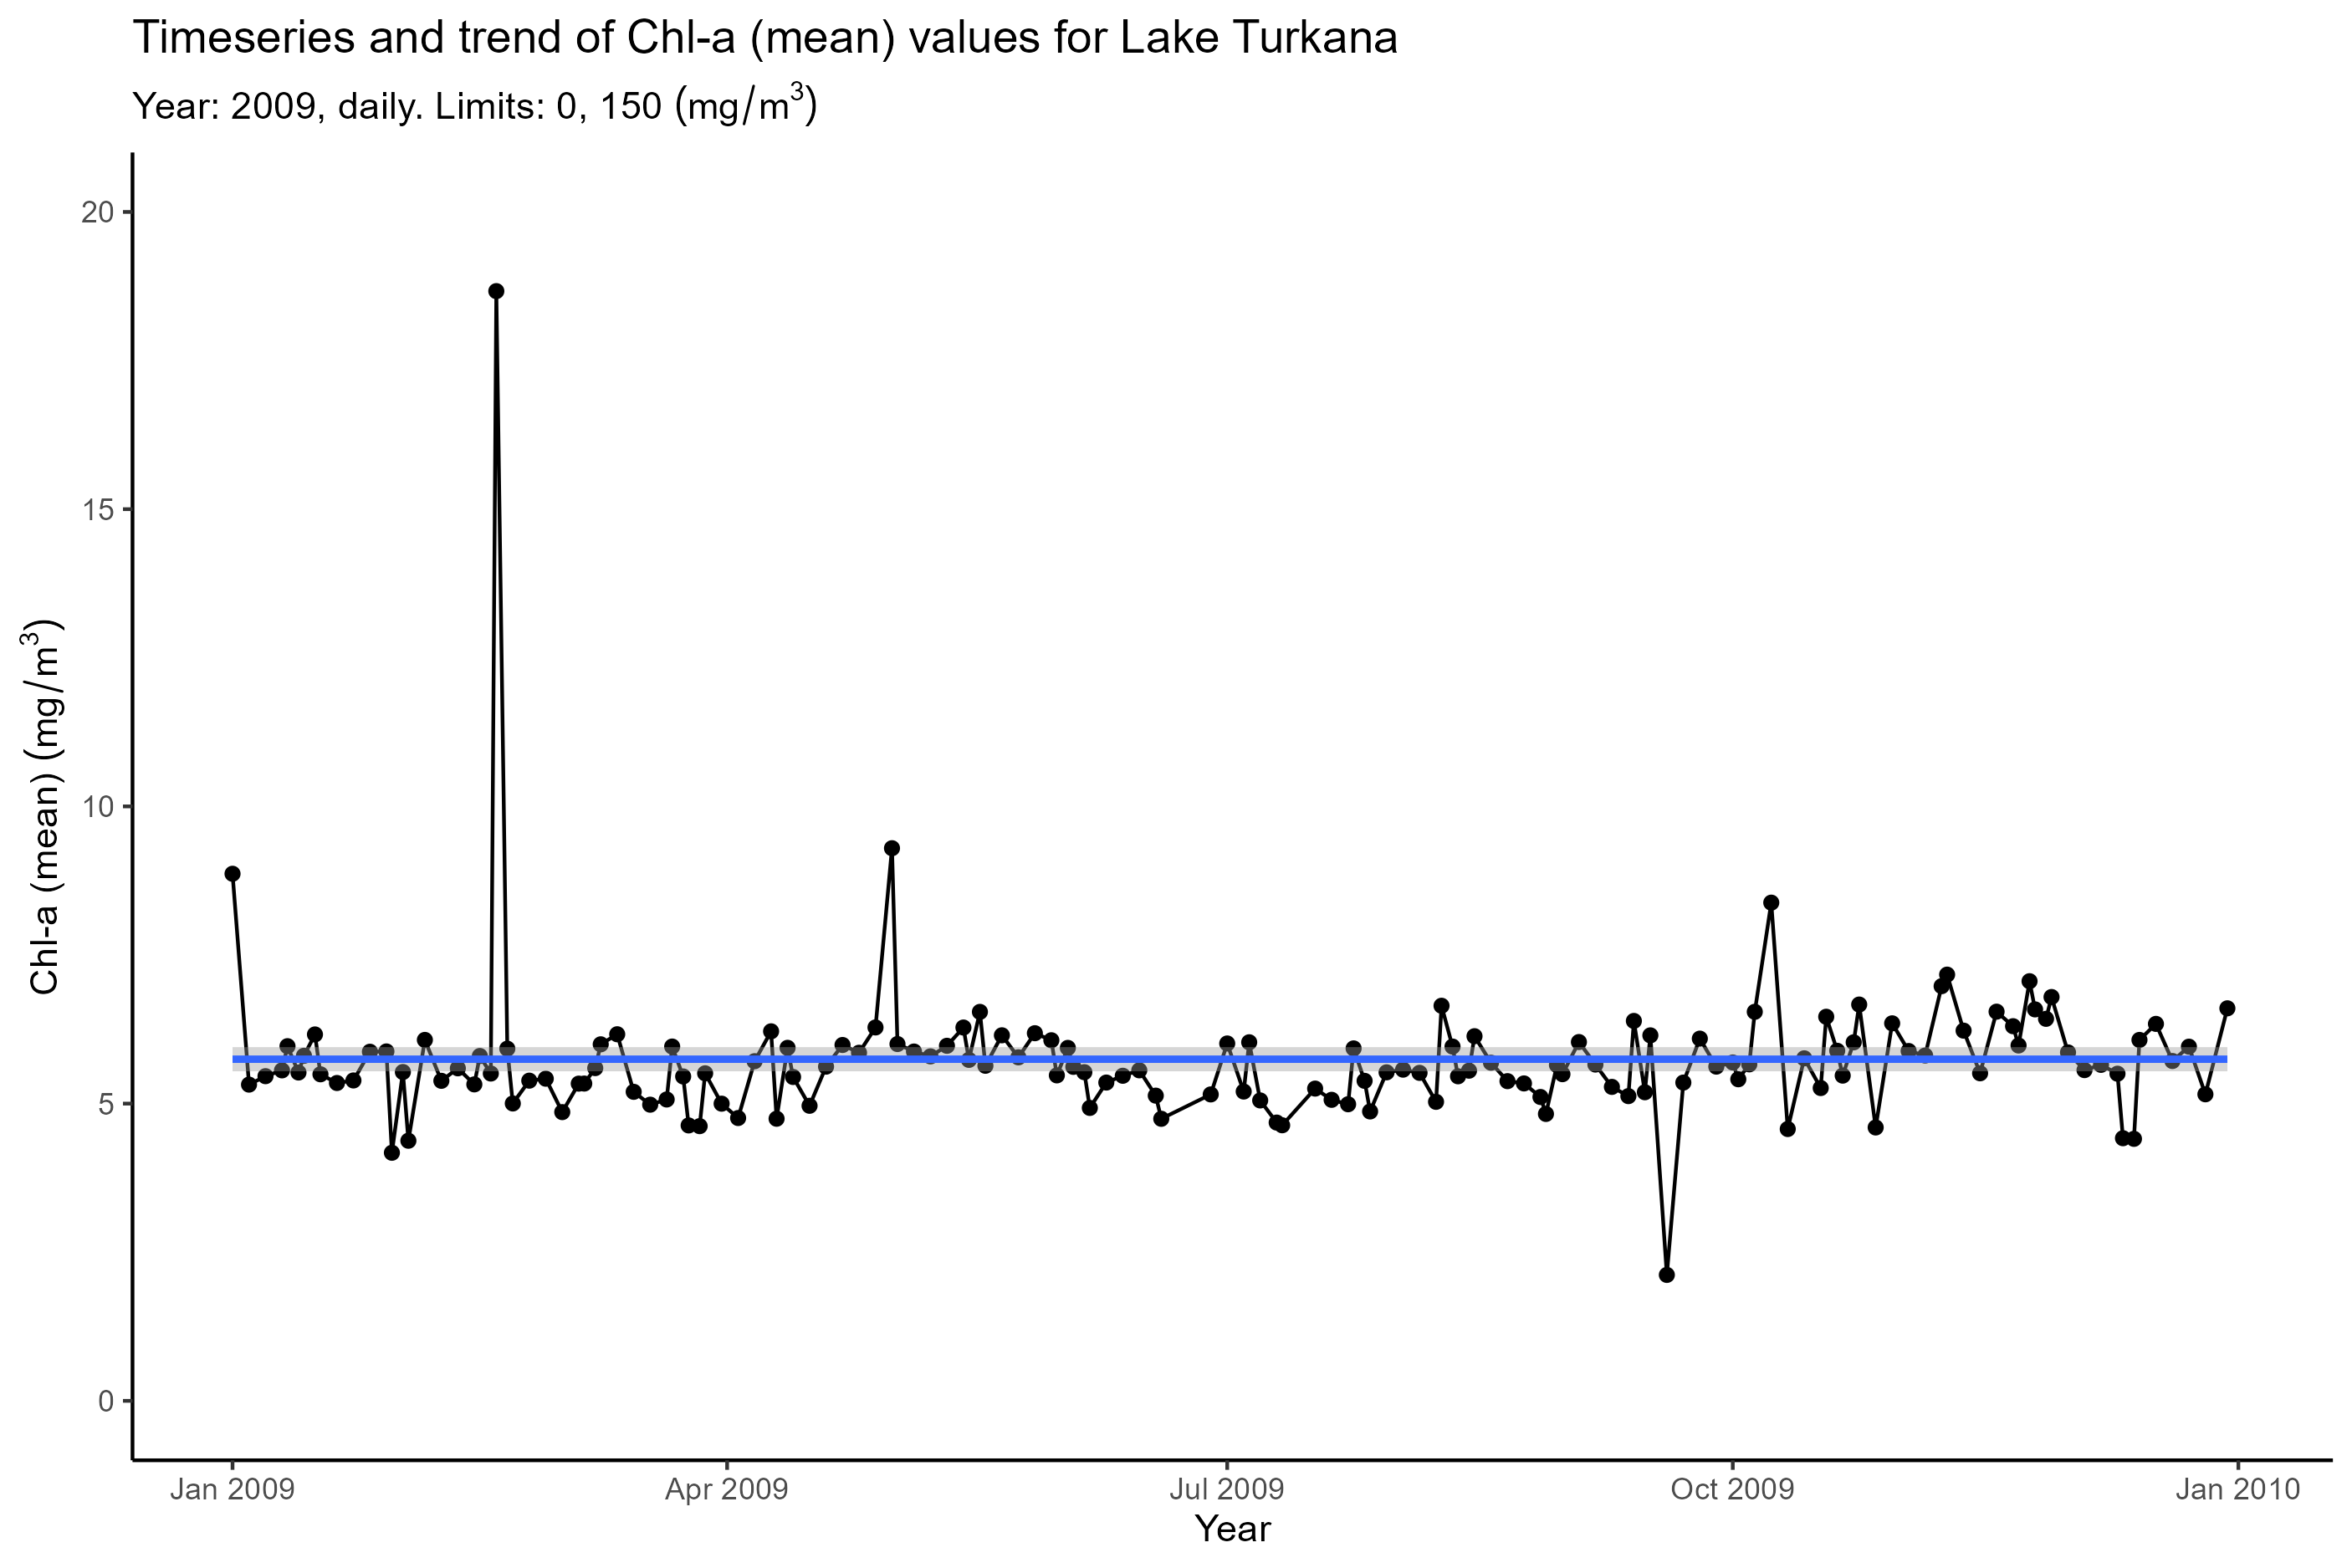 Timeseries and trend of Chl-a (mean) values for Lake Turkana
Year: 2009, daily. Limits: 0, 150 (mg/m³)
Chl-a (mean) (mg/m³)
20
15
10
5
0
Jan 2009 Apr 2009 Jul 2009 Oct 2009 Jan 2010
Year